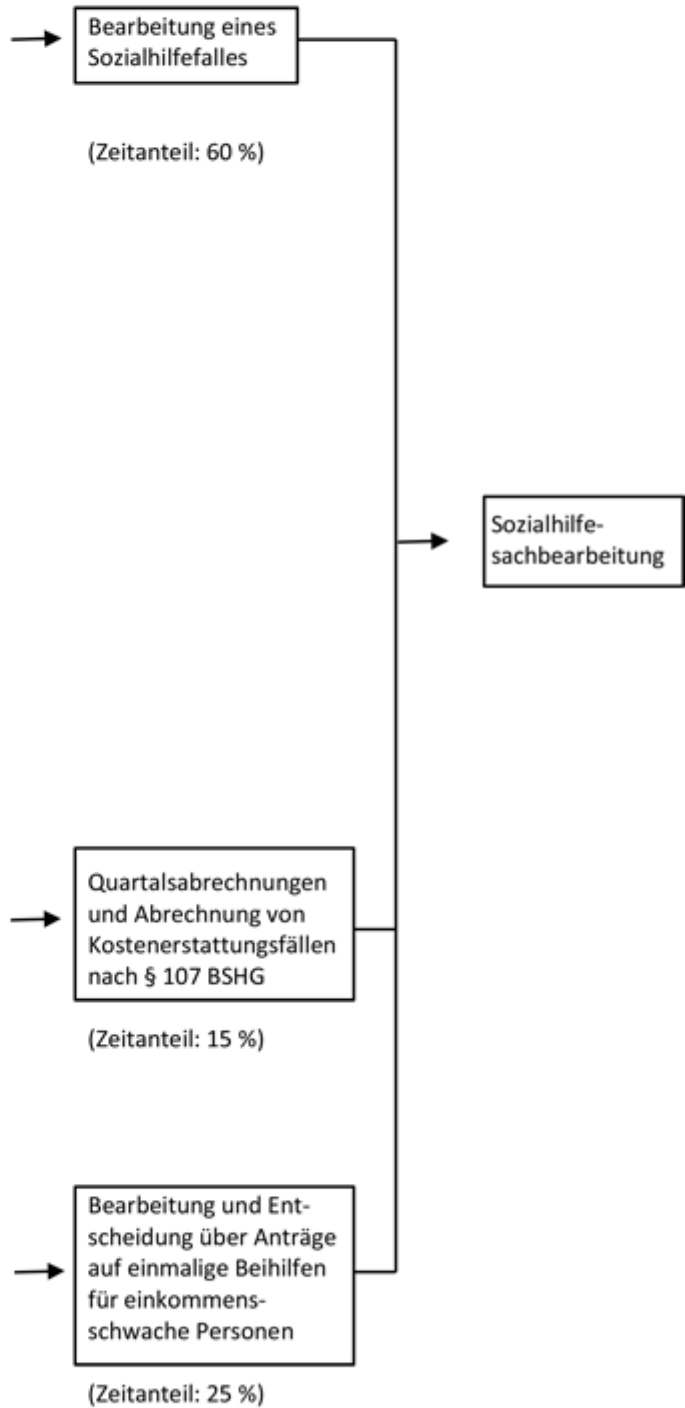 Bearbeitung eines
Sozialhilfefalles
(Zeitanteil: 60 %)
Sozialhilfe-
sachbearbeitung
Quartalsabrechnungen
und Abrechnung von
Kostenerstattungsfällen
nach § 107 BSHG
(Zeitanteil: 15 %)
Bearbeitung und Ent-
scheidung über Anträge
auf einmalige Beihilfen
für einkommens-
schwache Personen
(Zeitanteil: 25 %)